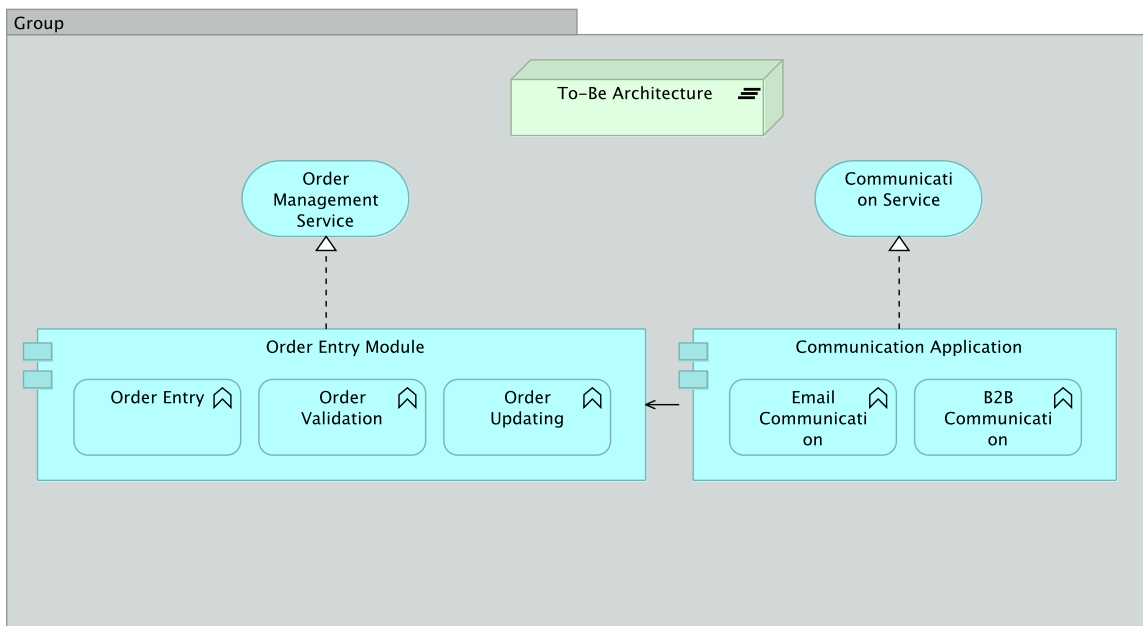 Group
To-Be Architecture
Order
Management
Service
Communicati
on Service
Order Entry Module
Order Entry
Order
Validation
Order
Updating
Communication Application
Email
Communicati
on
B2B
Communicati
on